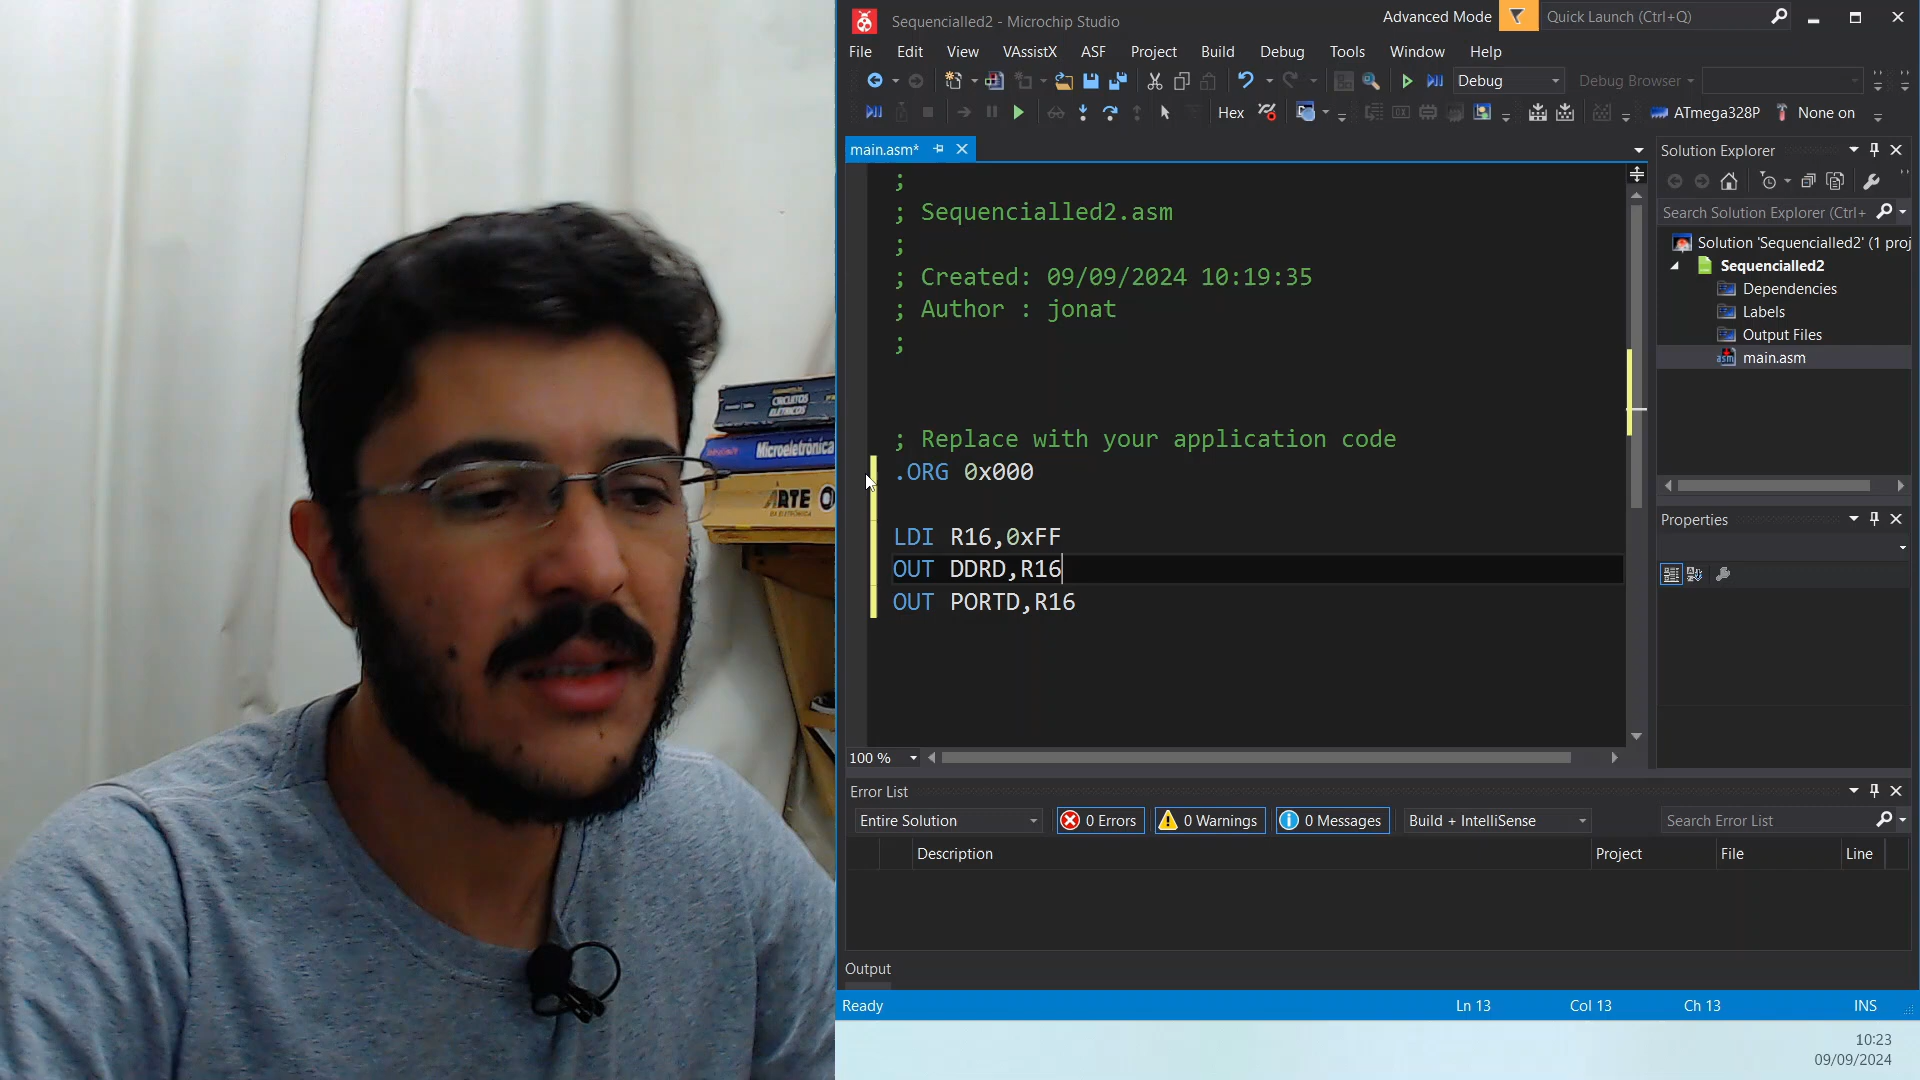 Sequencialled2 - Microchip Studio
Advanced Mode
Quick Launch (Ctrl+Q)
File Edit View VAssistX ASF Project Build Debug Tools Window Help
Debug
Debug Browser
Hex
ATmega328P
None on
main.asm*
;
; Sequencialled2.asm
;
; Created: 09/09/2024 10:19:35
; Author : jonat
;
; Replace with your application code
.ORG 0x000
LDI R16,0xFF
OUT DDRD,R16
OUT PORTD,R16
100 %
Solution Explorer
Search Solution Explorer (Ctrl+
Solution 'Sequencialled2' (1 proj
Sequencialled2
Dependencies
Labels
Output Files
asm main.asm
Properties
Error List
Entire Solution
0 Errors
0 Warnings
0 Messages
Build + IntelliSense
Search Error List
Description Project File Line
Output
Ready
Ln 13 Col 13 Ch 13 INS
10:23
09/09/2024
CIRCUITOS
ELÉTRICOS
Microeletrônica
ARTE